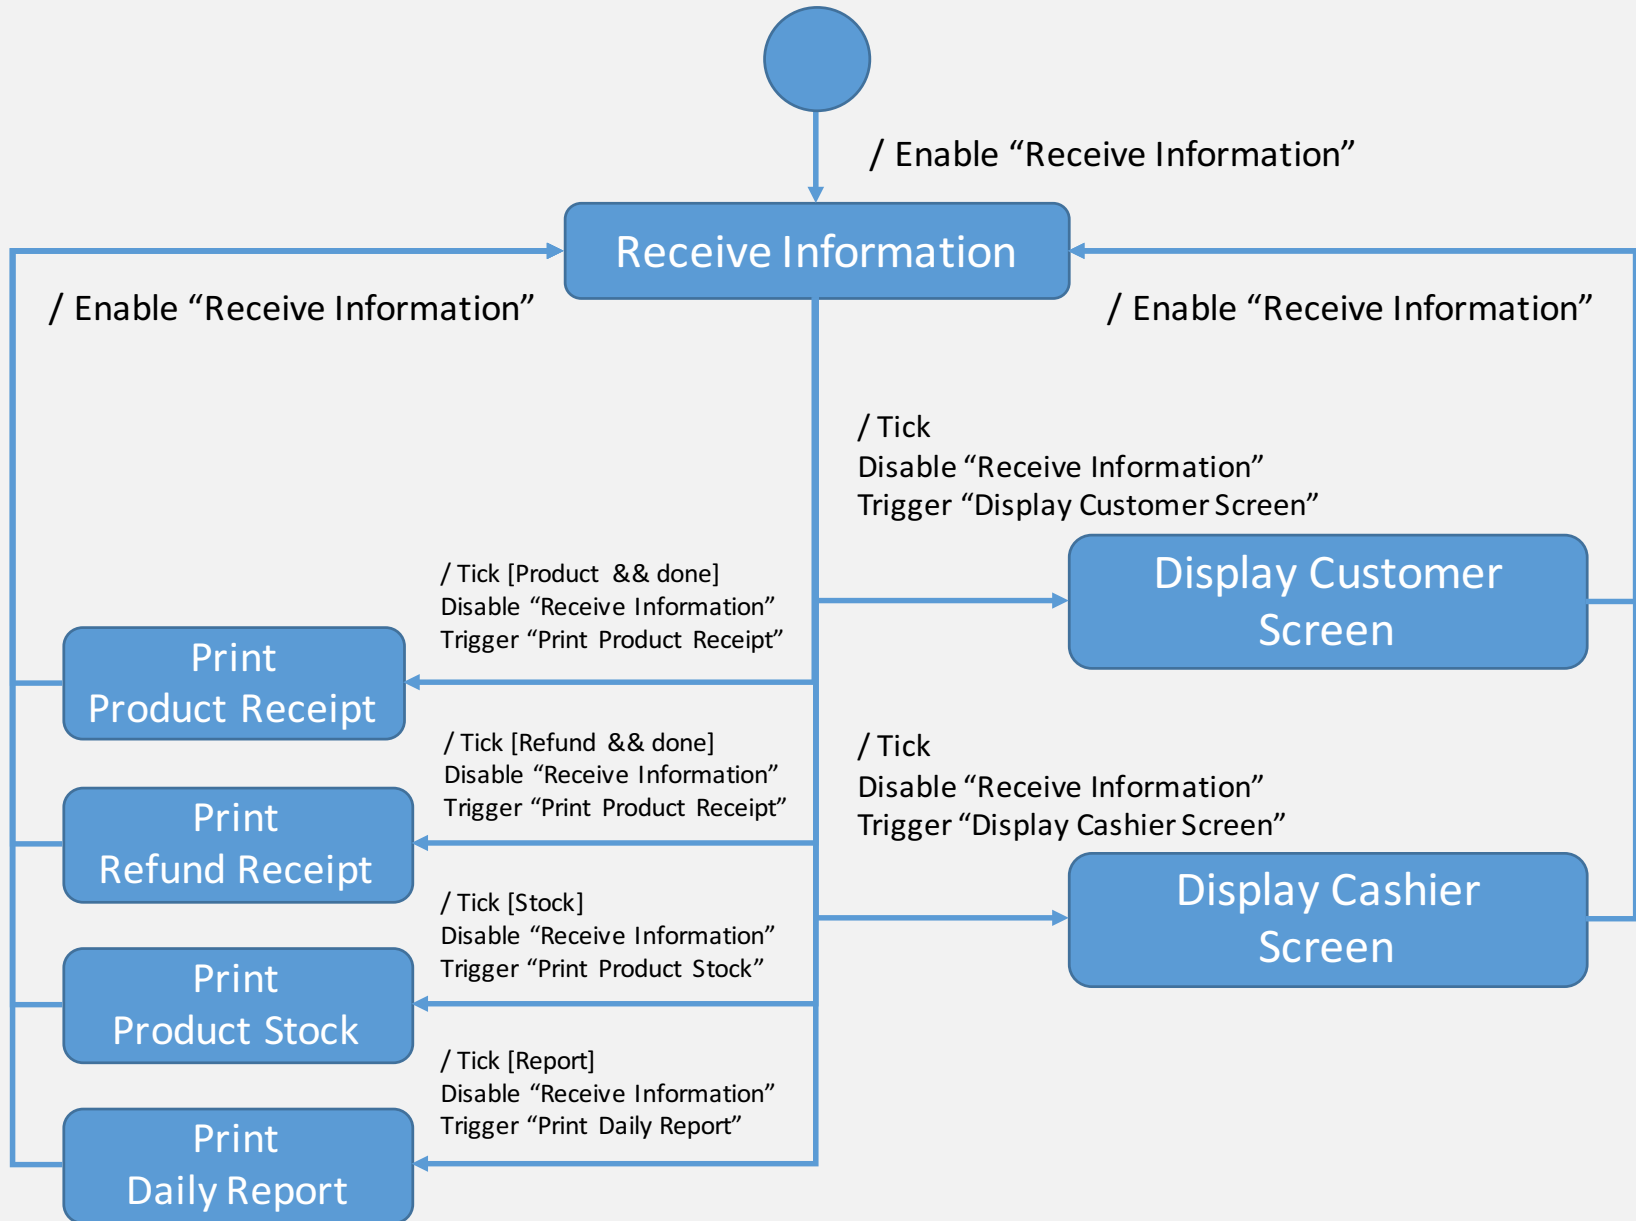 / Enable “Receive Information”
Receive Information
/ Enable “Receive Information”
/ Enable “Receive Information”
/ Tick
Disable “Receive Information”
Trigger “Display Customer Screen”
Display Customer
Screen
/ Tick [Product && done]
Disable “Receive Information”
Trigger “Print Product Receipt”
Print
Product Receipt
/ Tick [Refund && done]
Disable “Receive Information”
Trigger “Print Product Receipt”
/ Tick
Disable “Receive Information”
Trigger “Display Cashier Screen”
Print
Refund Receipt
Display Cashier
Screen
/ Tick [Stock]
Disable “Receive Information”
Trigger “Print Product Stock”
Print
Product Stock
/ Tick [Report]
Disable “Receive Information”
Trigger “Print Daily Report”
Print
Daily Report